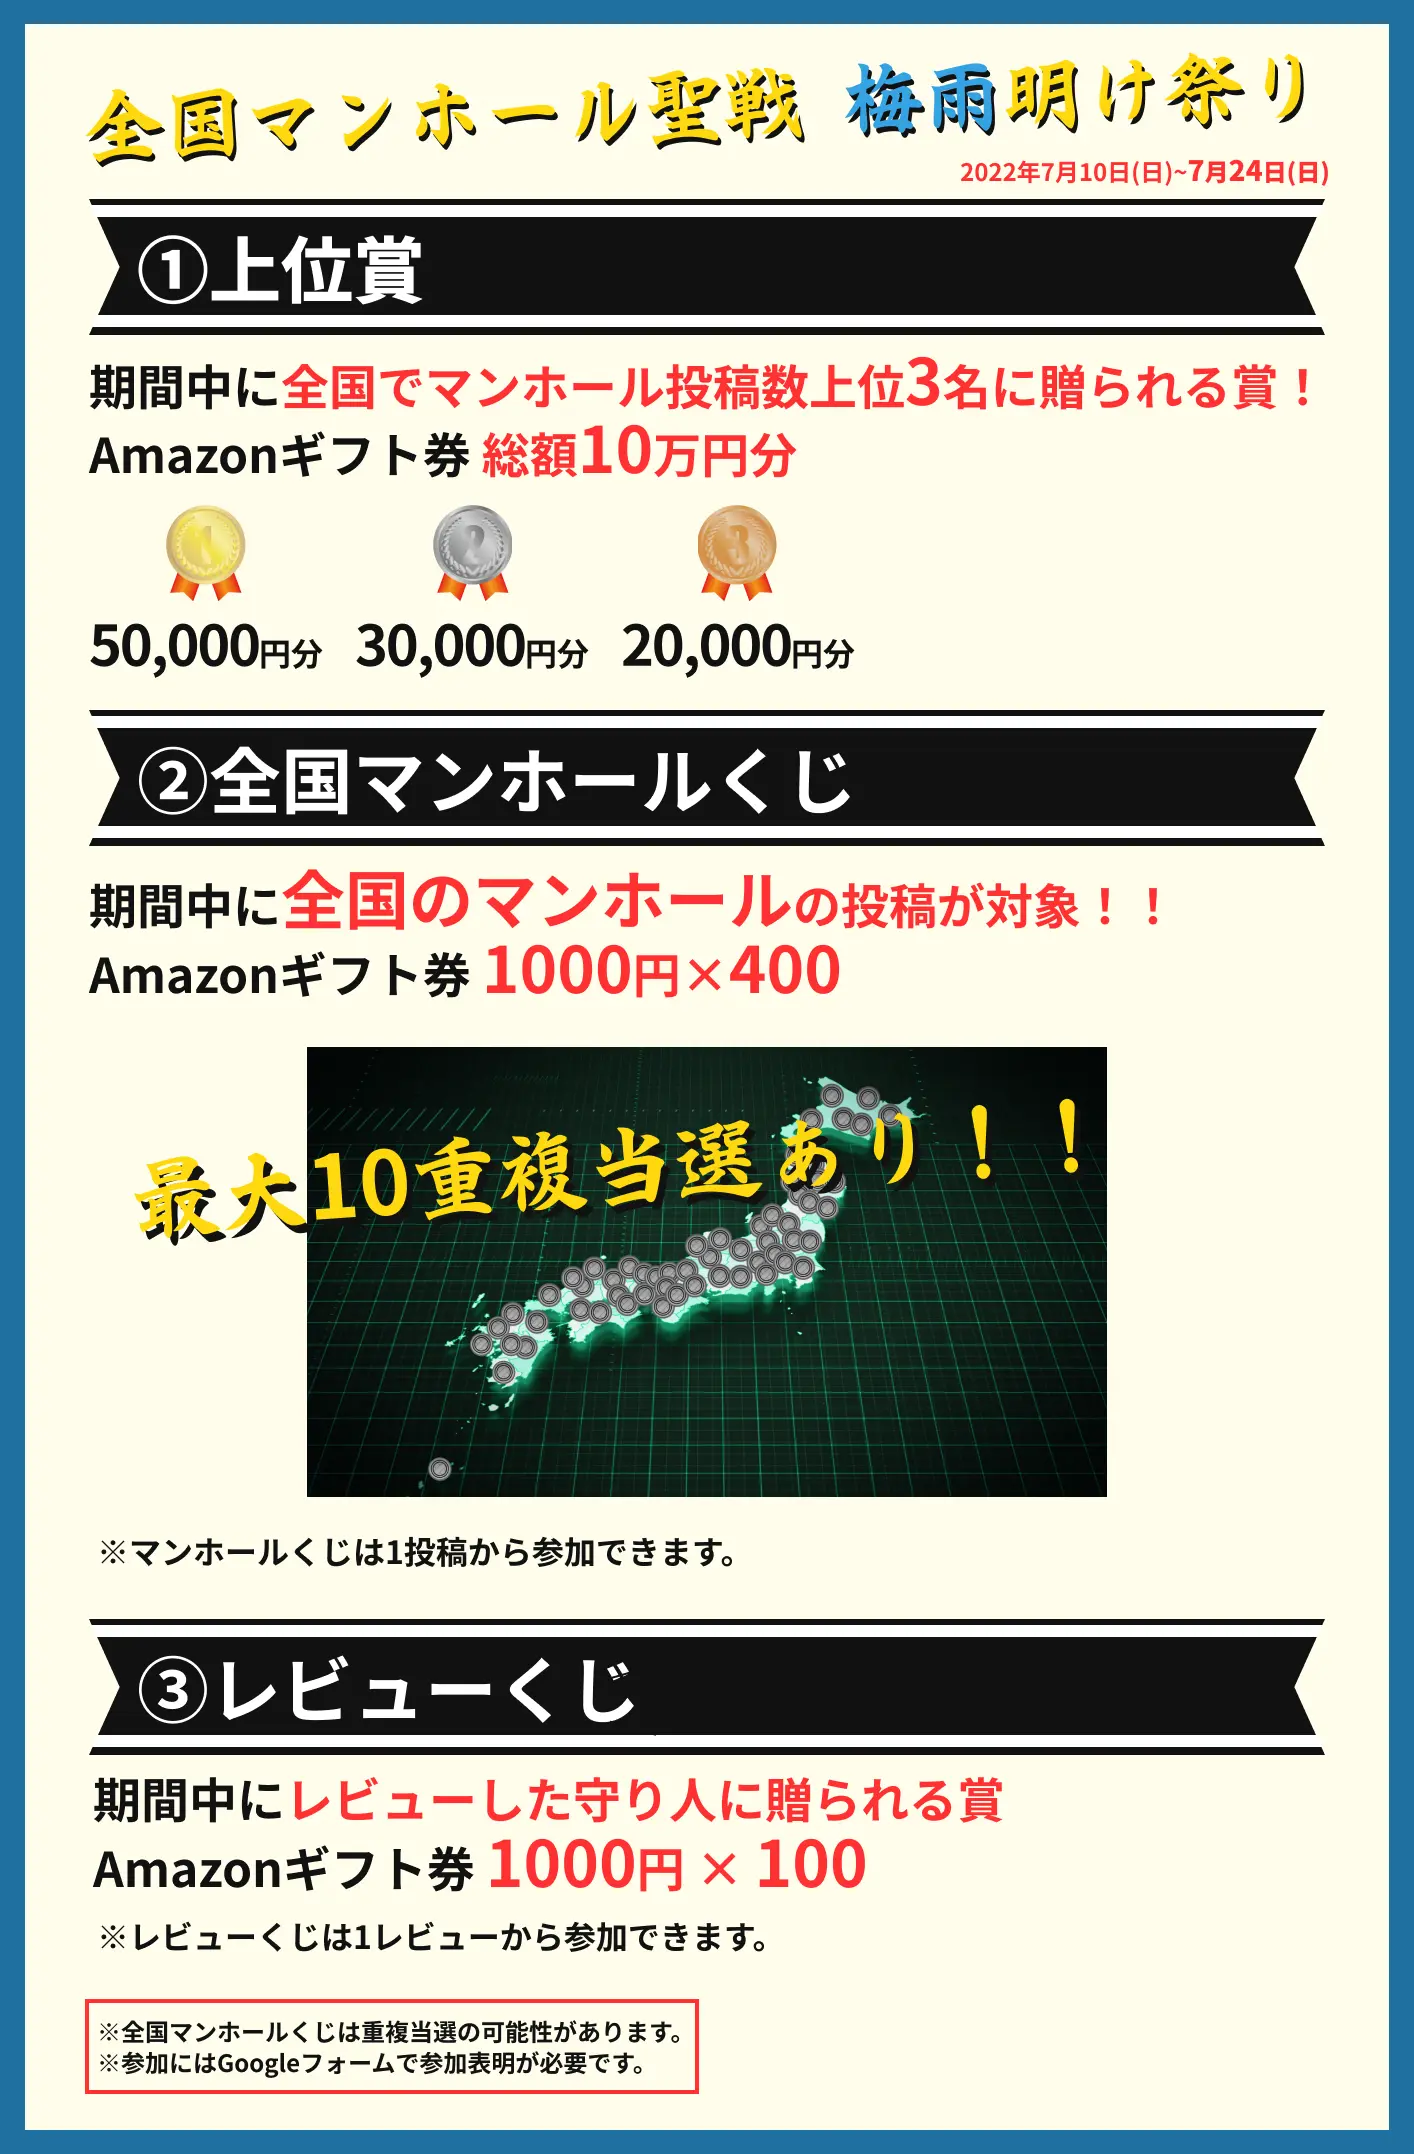 全国マンホール聖戦 梅雨明け祭り
2022年7月10日(日)~7月24日(日)
①上位賞
期間中に全国でマンホール投稿数上位3名に贈られる賞！
Amazonギフト券 総額10万円分
1 2 3
50,000円分 30,000円分 20,000円分
②全国マンホールくじ
期間中に全国のマンホールの投稿が対象！！
Amazonギフト券 1000円×400
最大10重複当選あり！！
※マンホールくじは1投稿から参加できます。
③レビューくじ
期間中にレビューした守り人に贈られる賞
Amazonギフト券 1000円 × 100
※レビューくじは1レビューから参加できます。
※全国マンホールくじは重複当選の可能性があります。
※参加にはGoogleフォームで参加表明が必要です。